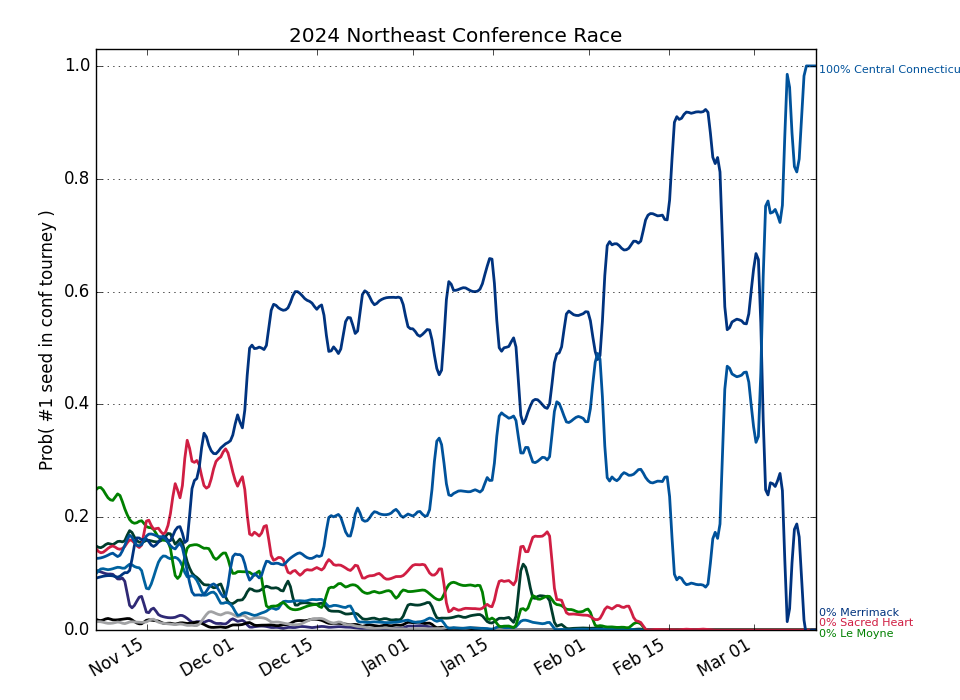 2024 Northeast Conference Race
Prob( #1 seed in conf tourney )
1.0
0.8
0.6
0.4
0.2
0.0
Nov 15
Dec 01
Dec 15
Jan 01
Jan 15
Feb 01
Feb 15
Mar 01
100% Central Connecticu
0% Merrimack
0% Sacred Heart
0% Le Moyne